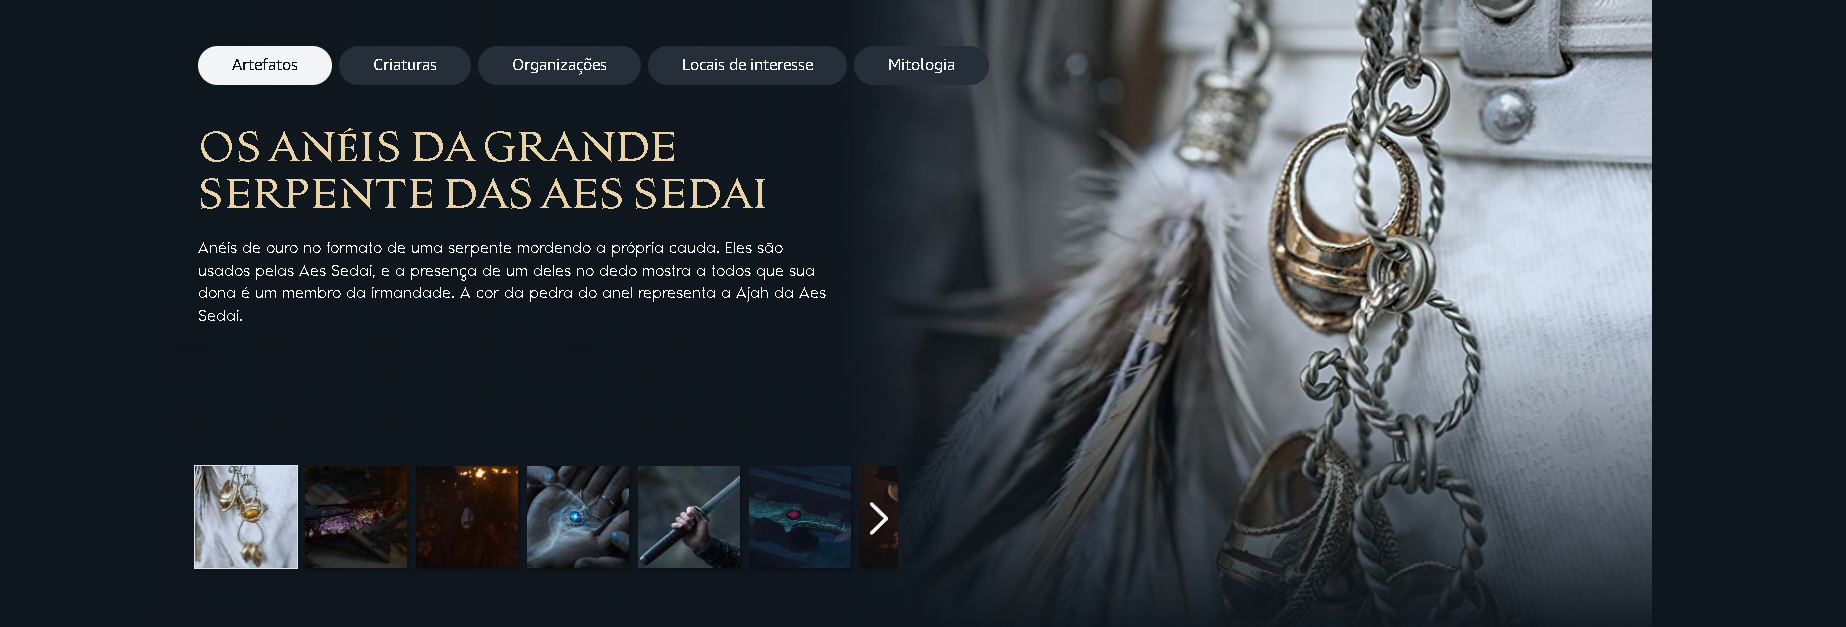 Artefatos
Criaturas
Organizações
Locais de interesse
Mitologia
OS ANÉIS DA GRANDE
SERPENTE DAS AES SEDAI
Anéis de ouro no formato de uma serpente mordendo a própria cauda. Eles são
usados pelas Aes Sedai, e a presença de um deles no dedo mostra a todos que sua
dona é um membro da irmandade. A cor da pedra do anel representa a Ajah da Aes
Sedai.